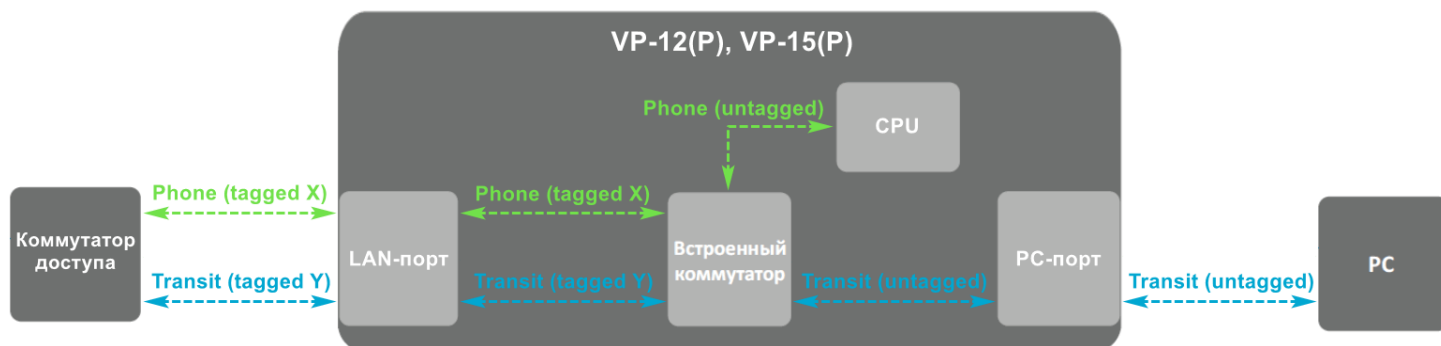 VP-12(P), VP-15(P)
Phone (untagged)
CPU
Phone (tagged X)
Phone (tagged X)
Коммутатор
доступа
LAN-порт
Встроенный
коммутатор
PC-порт
PC
Transit (tagged Y)
Transit (tagged Y)
Transit (untagged)
Transit (untagged)